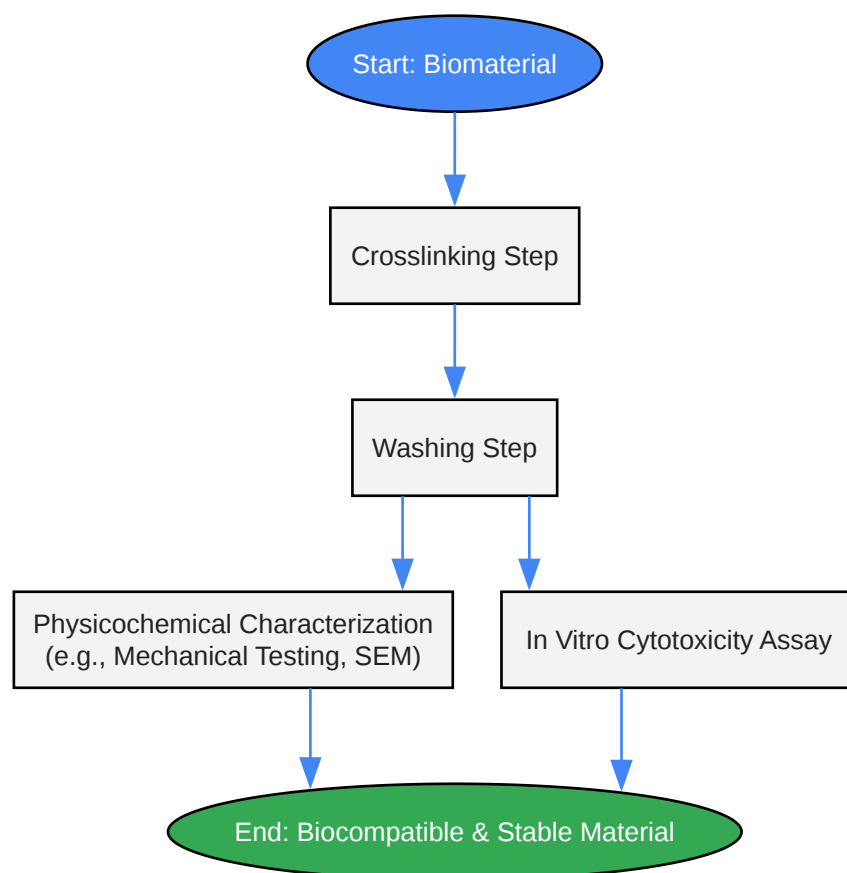 Start: Biomaterial
Crosslinking Step
Washing Step
Physicochemical Characterization
(e.g., Mechanical Testing, SEM)
In Vitro Cytotoxicity Assay
End: Biocompatible & Stable Material